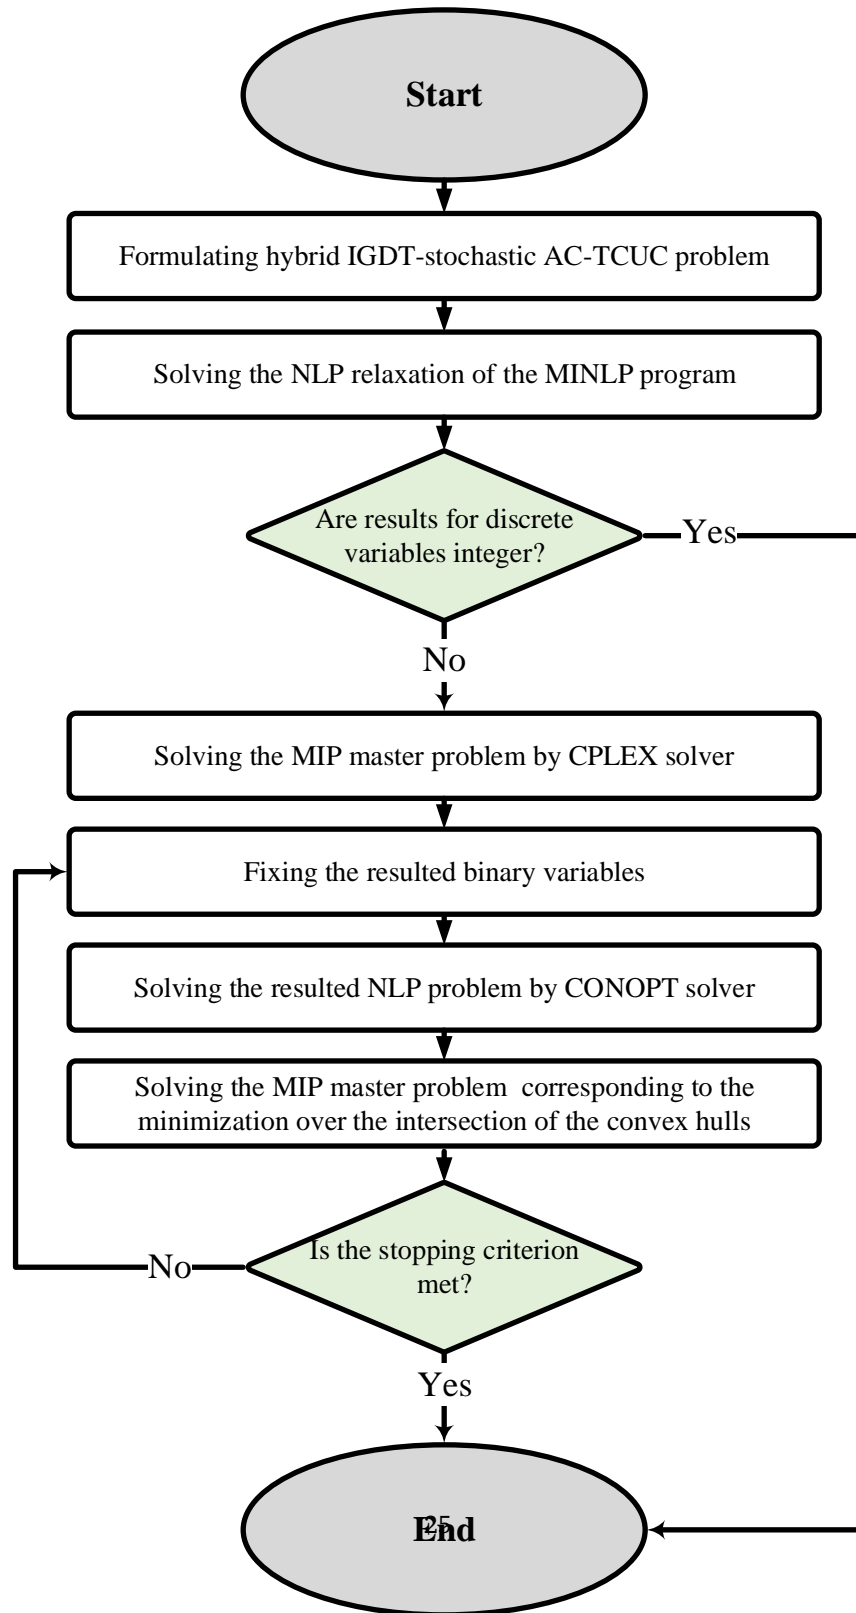 Start
Formulating hybrid IGDT-stochastic AC-TCUC problem
Solving the NLP relaxation of the MINLP program
Are results for discrete
variables integer?
Yes
No
Solving the MIP master problem by CPLEX solver
Fixing the resulted binary variables
Solving the resulted NLP problem by CONOPT solver
Solving the MIP master problem corresponding to the
minimization over the intersection of the convex hulls
Is the stopping criterion
met?
No
Yes
End
25